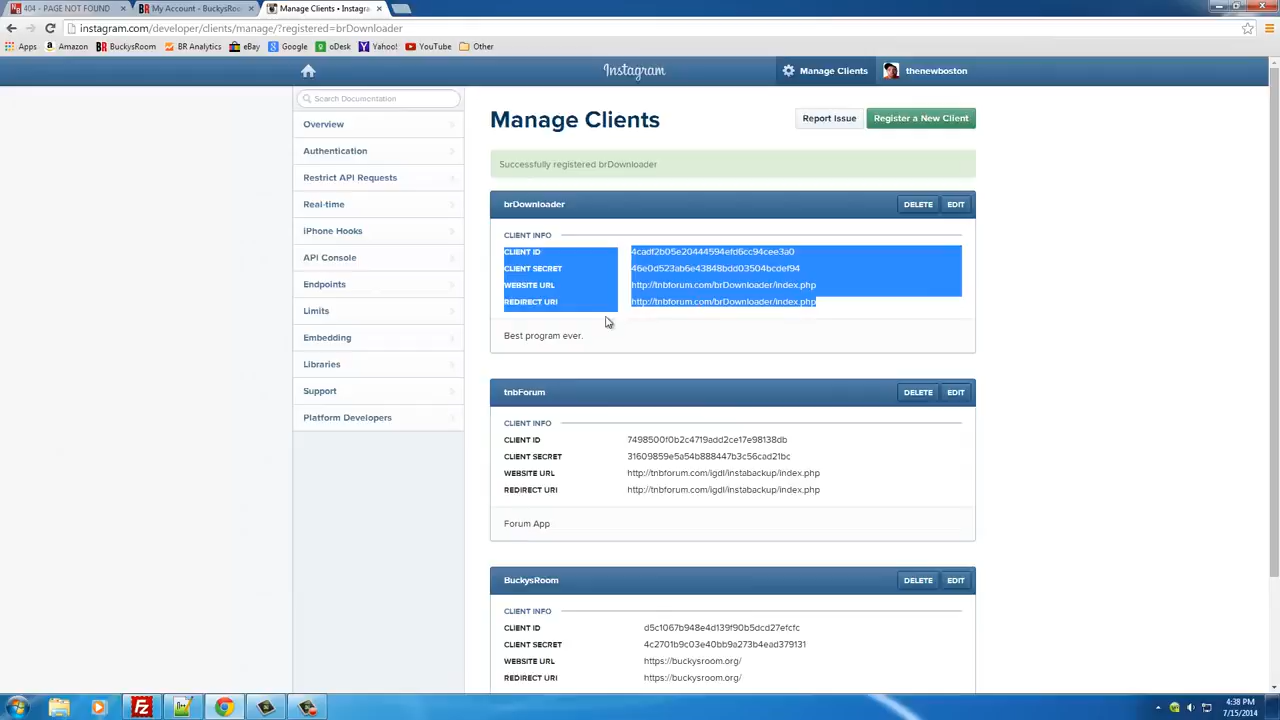 404 - PAGE NOT FOUND
My Account - BuckysRoo
Manage Clients • Instagra
instagram.com/developer/clients/manage/?registered=brDownloader
Apps
Amazon
BuckysRoom
BR Analytics
eBay
Google
oDesk
Yahoo!
YouTube
Other
Instagram
Manage Clients
thenewboston
Search Documentation
Overview
Authentication
Restrict API Requests
Real-time
iPhone Hooks
API Console
Endpoints
Limits
Embedding
Libraries
Support
Platform Developers
Manage Clients
Report Issue
Register a New Client
Successfully registered brDownloader
brDownloader
DELETE
EDIT
CLIENT INFO
CLIENT ID 4cadf2b05e20444594efd6cc94cee3a0
CLIENT SECRET 46e0d523ab6e43848bdd03504bcdef94
WEBSITE URL http://tnbforum.com/brDownloader/index.php
REDIRECT URI http://tnbforum.com/brDownloader/index.php
Best program ever.
tnbForum
DELETE
EDIT
CLIENT INFO
CLIENT ID 7498500f0b2c4719add2ce17e98138db
CLIENT SECRET 31609859e5a54b888447b3c56cad21bc
WEBSITE URL http://tnbforum.com/igdl/instabackup/index.php
REDIRECT URI http://tnbforum.com/igdl/instabackup/index.php
Forum App
BuckysRoom
DELETE
EDIT
CLIENT INFO
CLIENT ID d5c1067b948e4d139f90b5dcd27efcfc
CLIENT SECRET 4c2701b9c03e40bb9a273b4ead379131
WEBSITE URL https://buckysroom.org/
REDIRECT URI https://buckysroom.org/
4:38 PM
7/15/2014